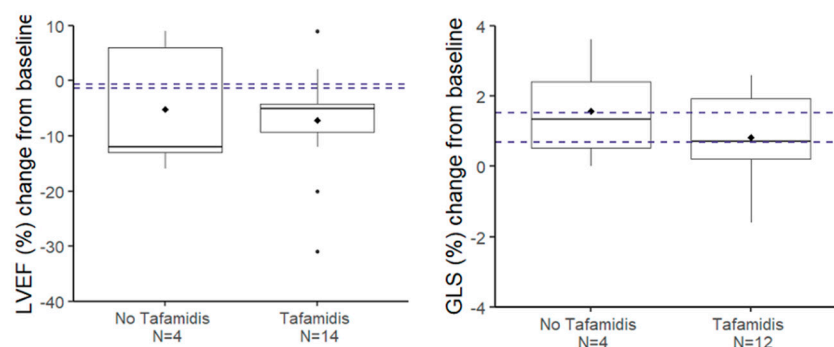 LVEF (%) change from baseline
10
0
-10
-20
-30
-40
No Tafamidis
N=4
Tafamidis
N=14
GLS (%) change from baseline
4
2
0
-2
-4
No Tafamidis
N=4
Tafamidis
N=12